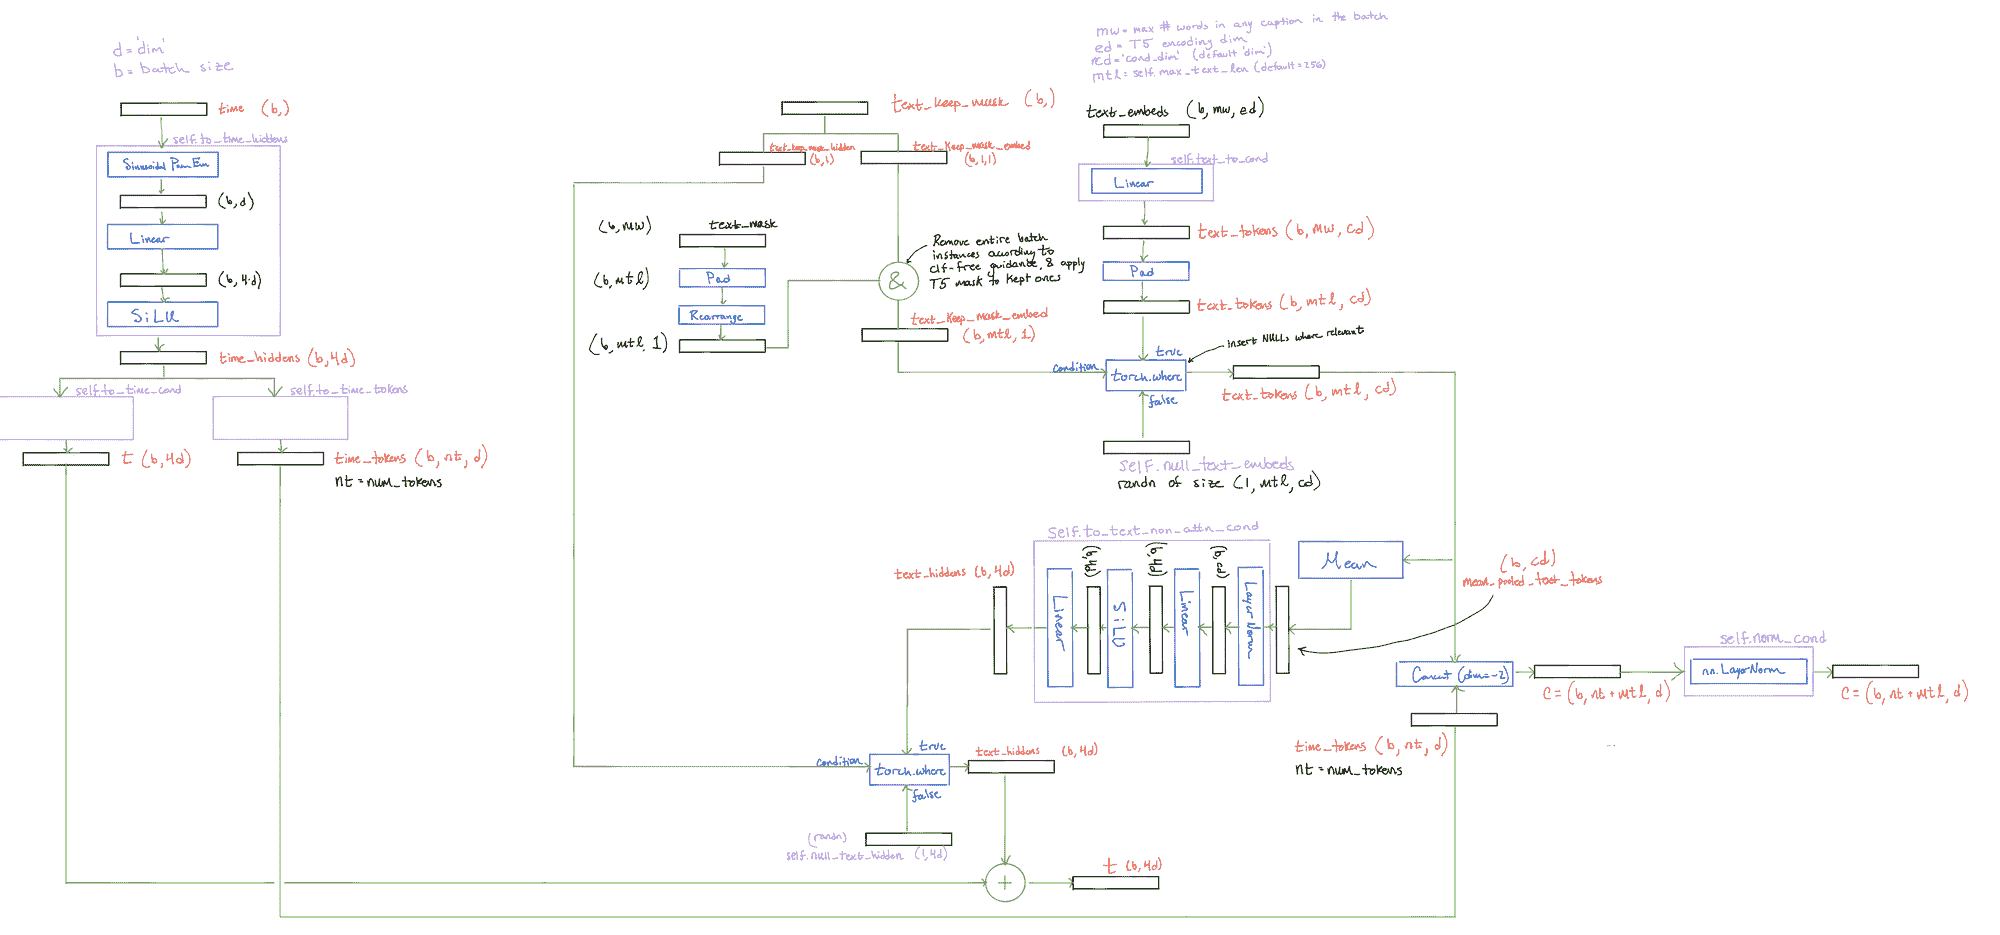 d = 'dim'
b = batch size
time (b,)
self.to_time_hiddens
(b,d)
Linear
(b,4·d)
SiLU
time_hiddens (b,4d)
self.to_time_cond
self.to_time_tokens
t (b,4d)
time_tokens (b, nt, d)
nt = num_tokens
text_keep_mask (b,)
text_keep_mask_hidden
(b,1)
text_keep_mask_embed
(b,1,1)
(b, mw)
text_mask
(b, mtl)
Pad
Rearrange
(b, mtl, 1)
&
Remove entire batch
instances acording to
clf-free guidance, & apply
T5 mask to kept ones
text_keep_mask_embed
(b, mtl, 1)
mw = max # words in any caption in the batch
ed = T5 encoding dim
cd = 'cond_dim' (default 'dim')
mtl = self.max_text_len (default = 256)
text_embeds (b, mw, ed)
self.text_to_cond
Linear
text_tokens (b, mw, cd)
Pad
text_tokens (b, mtl, cd)
true
insert NULLs where relevant
condition
torch.where
false
text_tokens (b, mtl, cd)
self.null_text_embeds
randn of size (1, mtl, cd)
self.to_text_non_attn_cond
Mean
(b, cd)
mean_pooled_text_tokens
text_hiddens (b, 4d)
Linear
(b,4d)
SiLU
(b,4d)
Linear
(b,cd)
LayerNorm
self.norm_cond
Concat (dim=-2)
nn.LayerNorm
C = (b, nt + mtl, d)
C = (b, nt + mtl, d)
time_tokens (b, nt, d)
nt = num_tokens
true
condition
torch.where
false
text_hiddens (b, 4d)
(randn)
self.null_text_hidden (1,4d)
+
t (b, 4d)